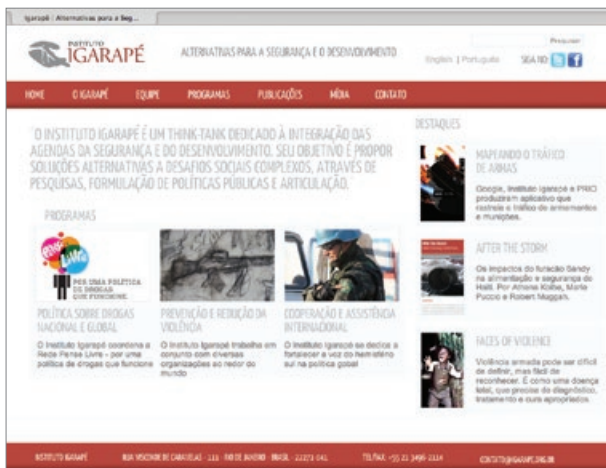 Igarapé | Alternativas para a Seg...
INSTITUTO
IGARAPÉ
ALTERNATIVAS PARA A SEGURANÇA E O DESENVOLVIMENTO
Pesquisar
English | Português
SIGA NO:
HOME O IGARAPÉ EQUIPE PROGRAMAS PUBLICAÇÕES MÍDIA CONTATO
"O INSTITUTO IGARAPÉ É UM THINK-TANK DEDICADO À INTEGRAÇÃO DAS
AGENDAS DA SEGURANÇA E DO DESENVOLVIMENTO. SEU OBJETIVO É PROPOR
SOLUÇÕES ALTERNATIVAS A DESAFIOS SOCIAIS COMPLEXOS, ATRAVÉS DE
PESQUISAS, FORMULAÇÃO DE POLÍTICAS PÚBLICAS E ARTICULAÇÃO."
PROGRAMAS
PENSE
LIVRE
POR UMA POLÍTICA
DE DROGAS
QUE FUNCIONE.
POLÍTICA SOBRE DROGAS
NACIONAL E GLOBAL
O Instituto Igarapé coordena a
Rede Pense Livre - por uma
política de drogas que funcione
PREVENÇÃO E REDUÇÃO DA
VIOLÊNCIA
O Instituto Igarapé trabalha em
conjunto com diversas
organizações ao redor do
mundo
COOPERAÇÃO E ASSISTÊNCIA
INTERNACIONAL
O Instituto Igarapé se dedica a
fortalecer a voz do hemisfério
sul na política gobal
DESTAQUES
MAPEANDO O TRÁFICO
DE ARMAS
Google, Instituto Igarapé e PRIO
produziram aplicativo que
rastreia o tráfico de armamentos
e munições.
AFTER THE STORM
Os impactos do furacão Sandy
na alimentação e segurança do
Haiti. Por Athena Kolbe, Marie
Puccio e Robert Muggah.
FACES OF VIOLENCE
Violência armada pode ser difícil
de definir, mas fácil de
reconhecer. É como uma doença
letal, que precisa de diagnóstico,
tratamento e cura apropriados.
INSTITUTO IGARAPÉ RUA VISCONDE DE CARAVELAS - 111 - RIO DE JANEIRO - BRASIL - 22271-041 TEL/FAX: +55 21 3496-2114 CONTATO@IGARAPE.ORG.BR